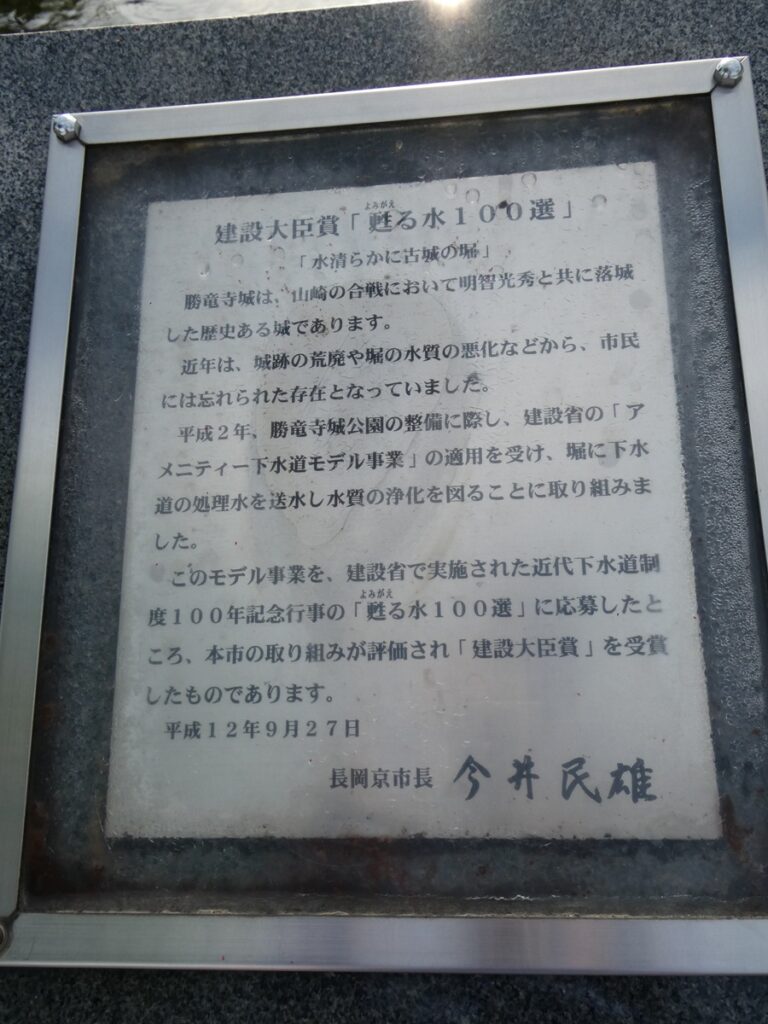 建設大臣賞「甦る水１００選」
「水清らかに古城の堀」
勝竜寺城は、山崎の合戦において明智光秀と共に落城
した歴史ある城であります。
近年は、城跡の荒廃や堀の水質の悪化などから、市民
には忘れられた存在となっていました。
平成２年、勝竜寺城公園の整備に際し、建設省の「ア
メニティー下水道モデル事業」の適用を受け、堀に下水
道の処理水を送水し水質の浄化を図ることに取り組みま
した。
このモデル事業を、建設省で実施された近代下水道制
度１００年記念行事の「甦る水１００選」に応募したと
ころ、本市の取り組みが評価され「建設大臣賞」を受賞
したものであります。
平成１２年９月２７日
長岡京市長 今井民雄